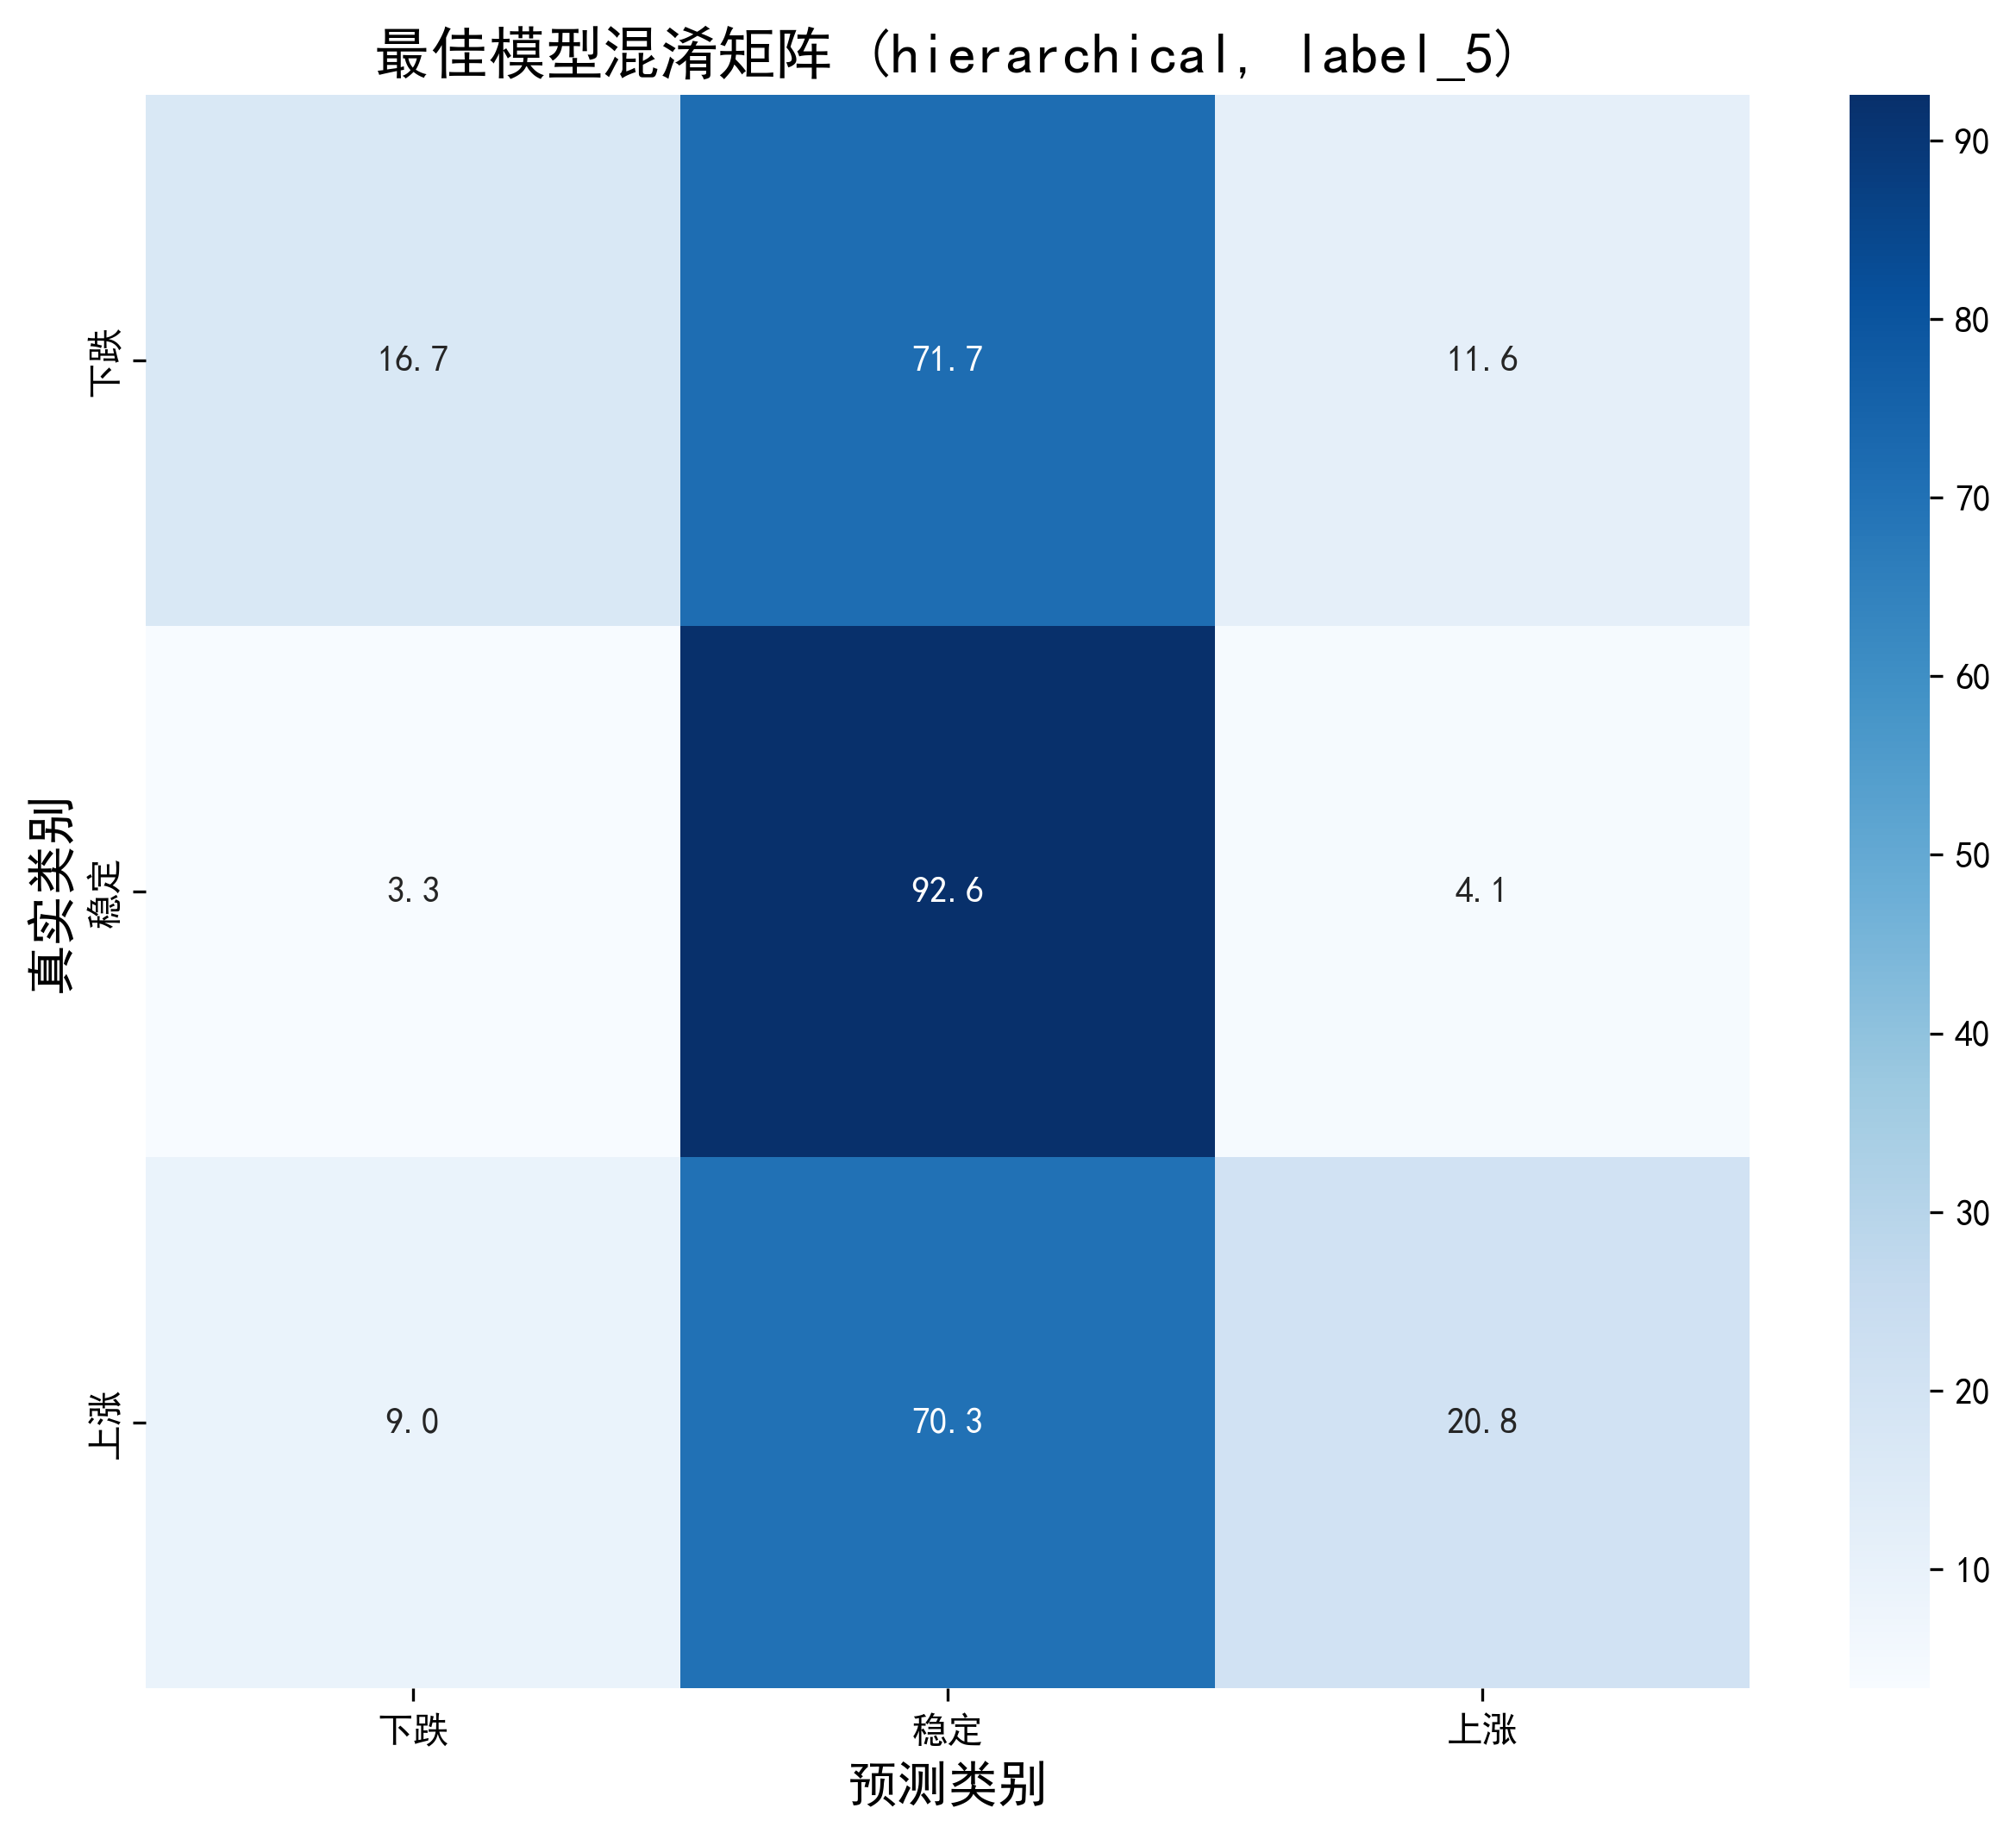 最佳模型混淆矩阵 (hierarchical, label_5)
真实类别
下跌
16.7 71.7 11.6
稳定
3.3 92.6 4.1
上涨
9.0 70.3 20.8
下跌 稳定 上涨
预测类别
90
80
70
60
50
40
30
20
10